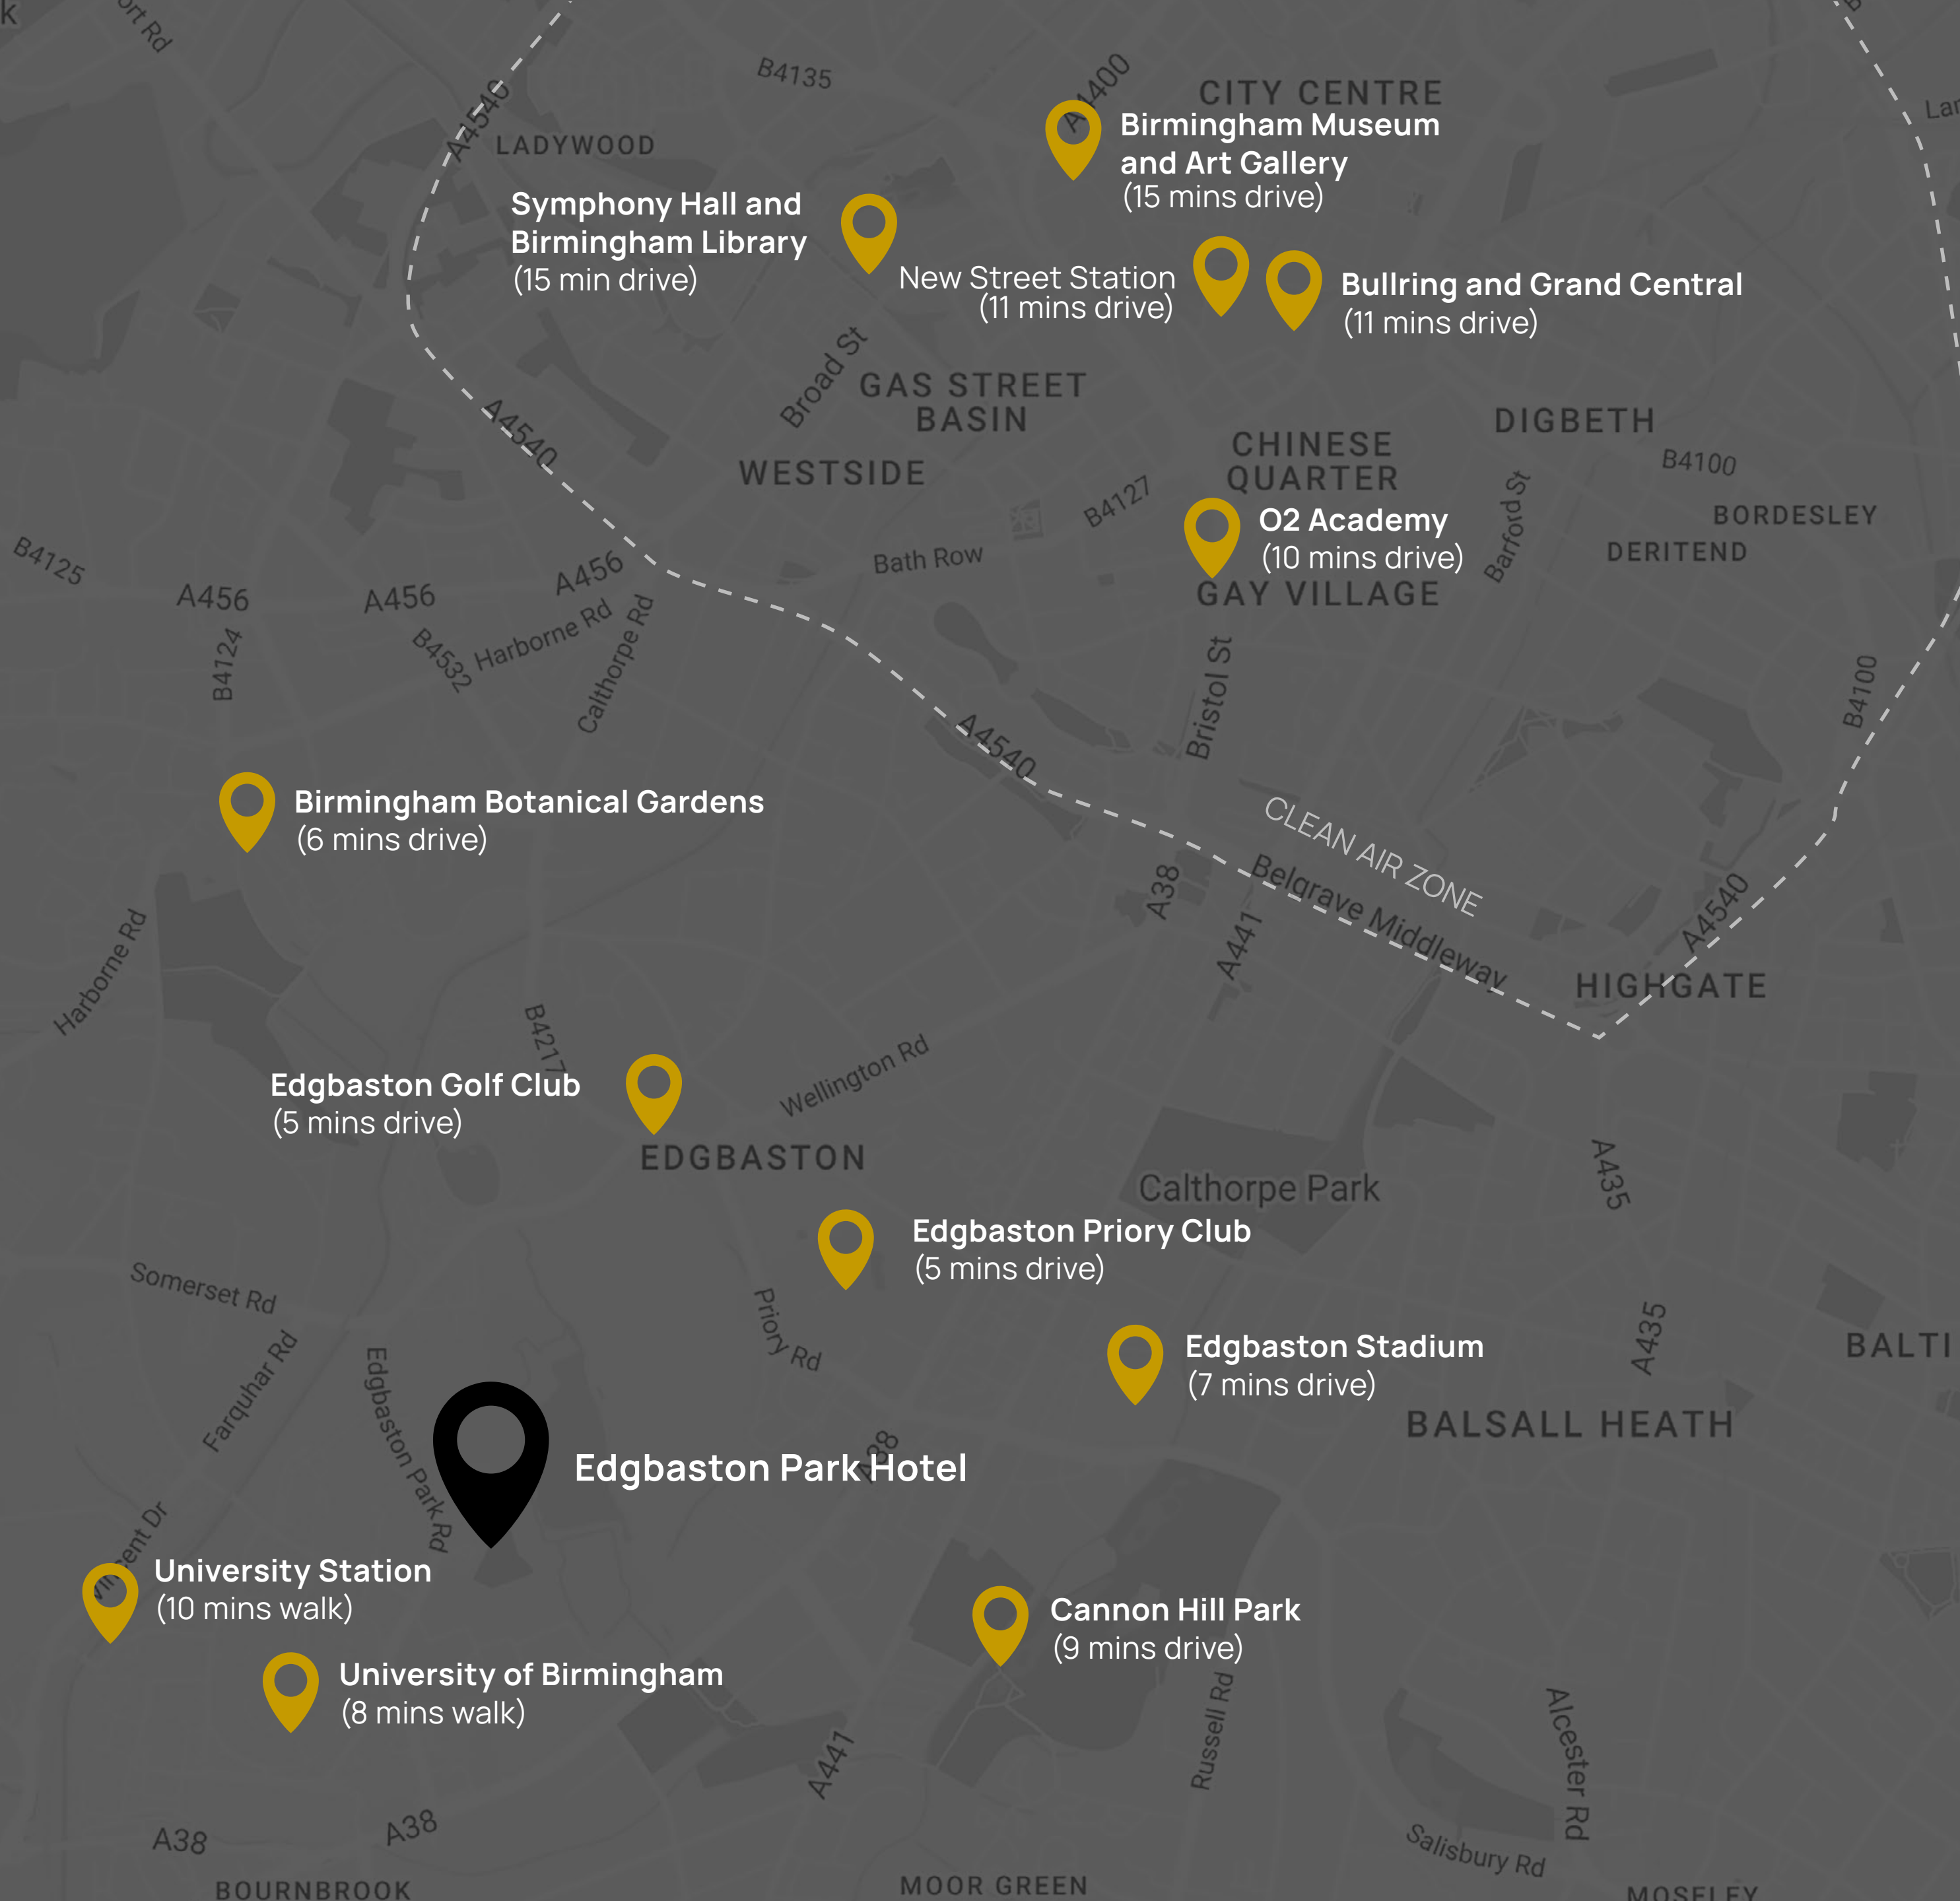 k
ort Rd
B4135
A4540
A4400
CITY CENTRE
LADYWOOD
Birmingham Museum
and Art Gallery
(15 mins drive)
Symphony Hall and
Birmingham Library
(15 min drive)
New Street Station
(11 mins drive)
Bullring and Grand Central
(11 mins drive)
Broad St
GAS STREET
BASIN
A4540
WESTSIDE
CHINESE
QUARTER
DIGBETH
B4100
B4127
BORDESLEY
DERITEND
Barford St
O2 Academy
(10 mins drive)
GAY VILLAGE
Bath Row
B4125
A456
A456
A456
B4124
B4532
Harborne Rd
Calthorpe Rd
Bristol St
B4100
A4540
Birmingham Botanical Gardens
(6 mins drive)
CLEAN AIR ZONE
Belgrave Middleway
A38
A441
A4540
HIGHGATE
Harborne Rd
B4217
Edgbaston Golf Club
(5 mins drive)
Wellington Rd
EDGBASTON
Calthorpe Park
A435
Edgbaston Priory Club
(5 mins drive)
Somerset Rd
Priory Rd
Farquhar Rd
Edgbaston Park Rd
Edgbaston Stadium
(7 mins drive)
A435
BALTI
BALSALL HEATH
A38
Edgbaston Park Hotel
Vincent Dr
University Station
(10 mins walk)
Cannon Hill Park
(9 mins drive)
University of Birmingham
(8 mins walk)
A441
Russell Rd
Alcester Rd
Salisbury Rd
A38
A38
BOURNBROOK
MOOR GREEN
MOSELEY